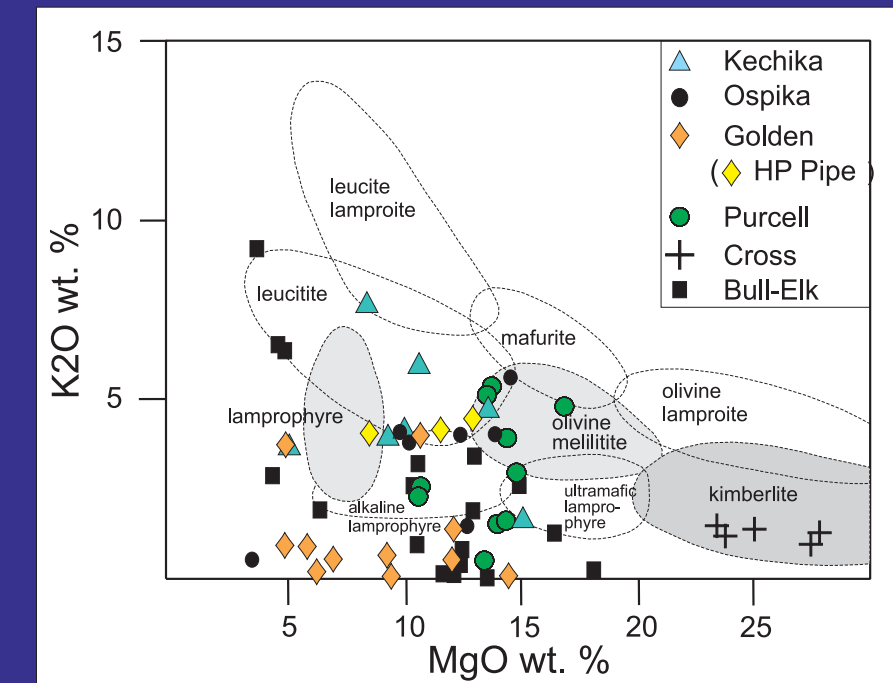 15
10
5
K2O wt. %
5
10
15
20
25
MgO wt. %
Kechika
Ospika
Golden
( HP Pipe )
Purcell
Cross
Bull-Elk
leucite
lamproite
leucitite
mafurite
lamprophyre
olivine
melilitite
olivine
lamproite
alkaline
lamprophyre
ultramafic
lampro-
phyre
kimberlite